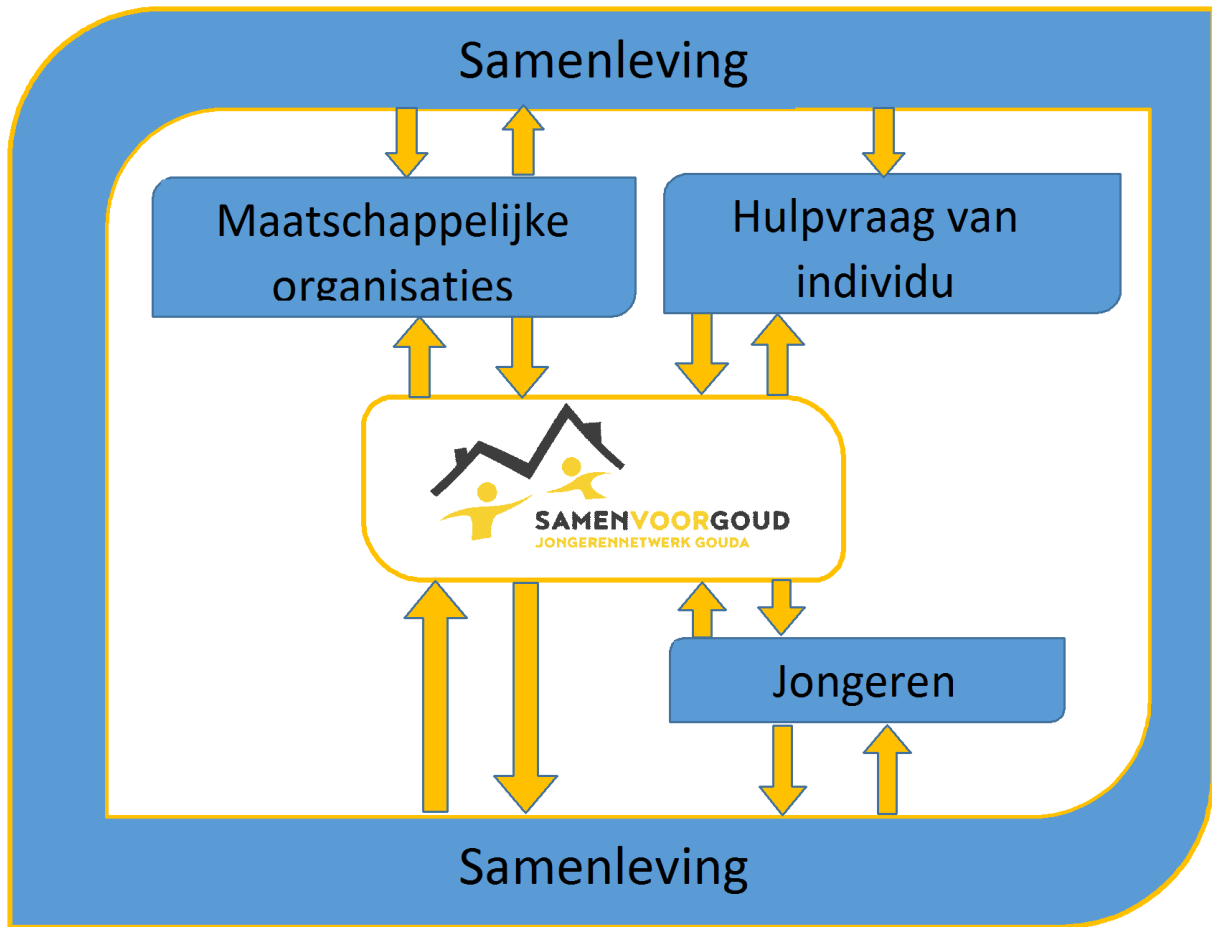 Samenleving
Maatschappelijke
organisaties
Hulpvraag van
individu
SAMENVOORGOUD
JONGERENNETWERK GOUDA
Jongeren
Samenleving